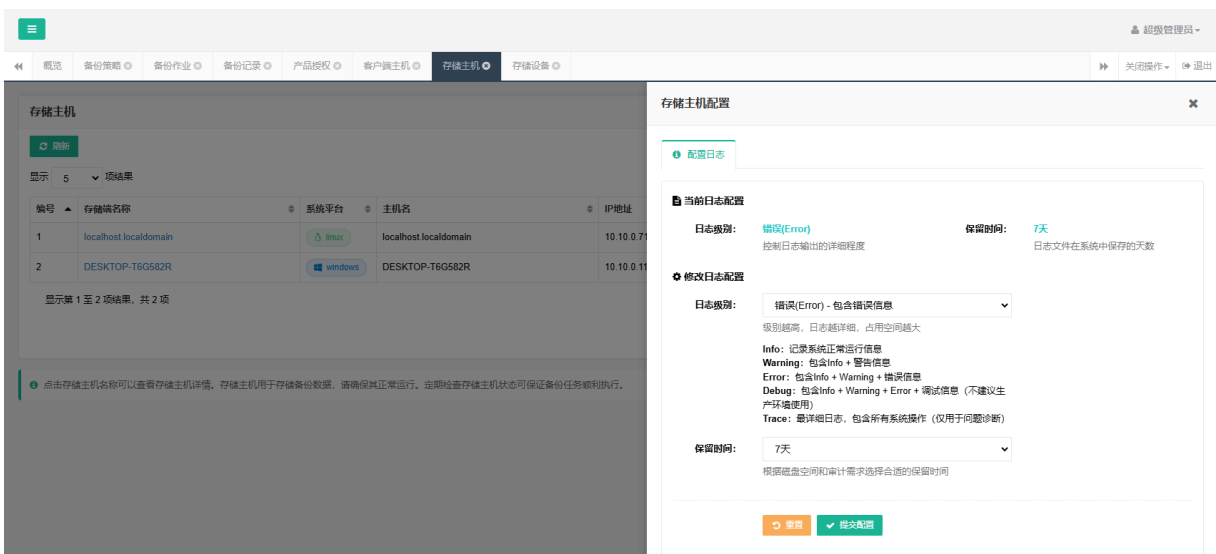 超级管理员
概览 备份策略 备份作业 备份记录 产品授权 客户端主机 存储主机 存储设备 关闭操作 退出
存储主机
刷新
显示 5 项结果
编号 存储端名称 系统平台 主机名 IP地址
1 localhost.localdomain linux localhost.localdomain 10.10.0.71
2 DESKTOP-T6G582R windows DESKTOP-T6G582R 10.10.0.11
显示第 1 至 2 项结果，共 2 项
点击存储主机名称可以查看存储主机详情。存储主机用于存储备份数据，请确保其正常运行。定期检查存储主机状态可保证备份任务顺利执行。
存储主机配置
配置日志
当前日志配置
日志级别： 错误(Error) 保留时间： 7天
控制日志输出的详细程度 日志文件在系统中保存的天数
修改日志配置
日志级别： 错误(Error) - 包含错误信息
级别越高，日志越详细，占用空间越大
Info：记录系统正常运行信息
Warning：包含Info + 警告信息
Error：包含Info + Warning + 错误信息
Debug：包含Info + Warning + Error + 调试信息（不建议生
产环境使用）
Trace：最详细日志，包含所有系统操作（仅用于问题诊断）
保留时间： 7天
根据磁盘空间和审计需求选择合适的保留时间
重置 提交配置